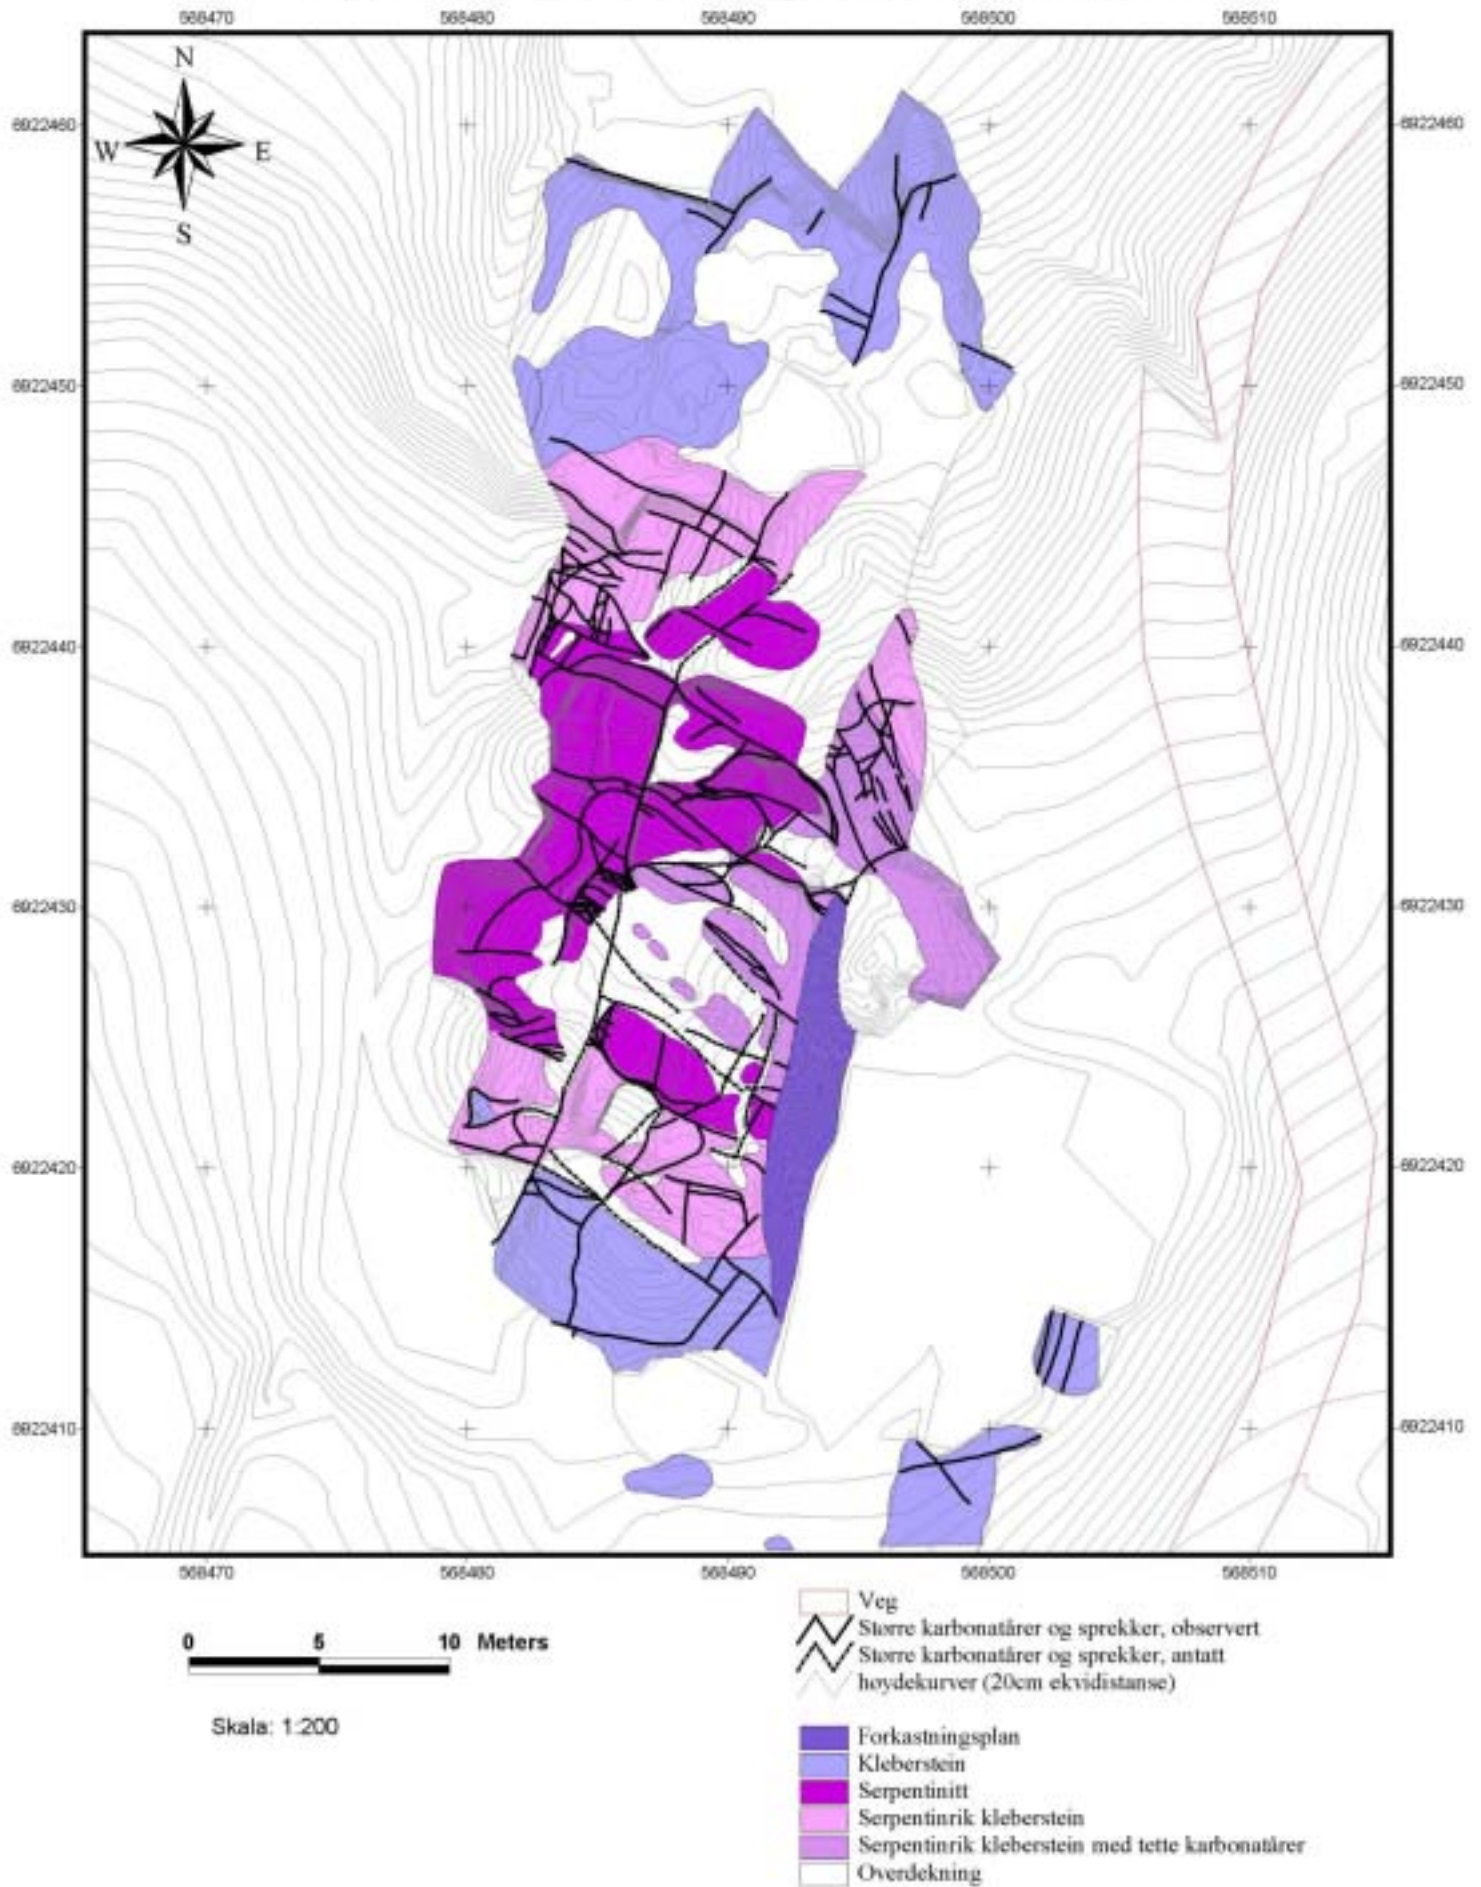 568470 568480 568490 568500 568510
N
6922460 6922460
W E
S
6922450 6922450
6922440 6922440
6922430 6922430
6922420 6922420
6922410 6922410
568470 568480 568490 568500 568510
Veg
0 5 10 Meters
Større karbonatårer og sprekker, observert
Større karbonatårer og sprekker, antatt
høydekurver (20cm ekvidistanse)
Skala: 1:200
Forkastningsplan
Kleberstein
Serpentinitt
Serpentinrik kleberstein
Serpentinrik kleberstein med tette karbonatårer
Overdekning